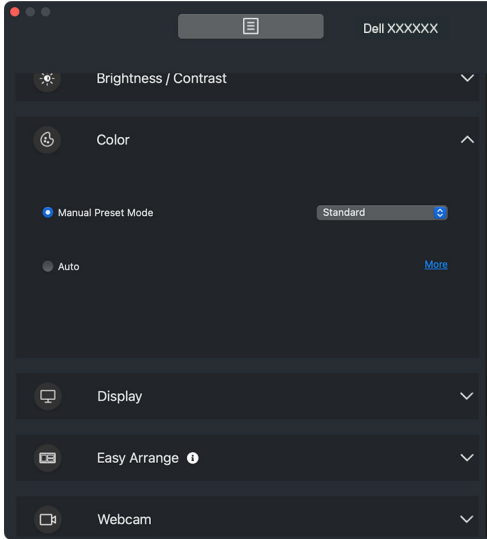 Dell XXXXXX
Brightness / Contrast
Color
Manual Preset Mode Standard
Auto More
Display
Easy Arrange
Webcam